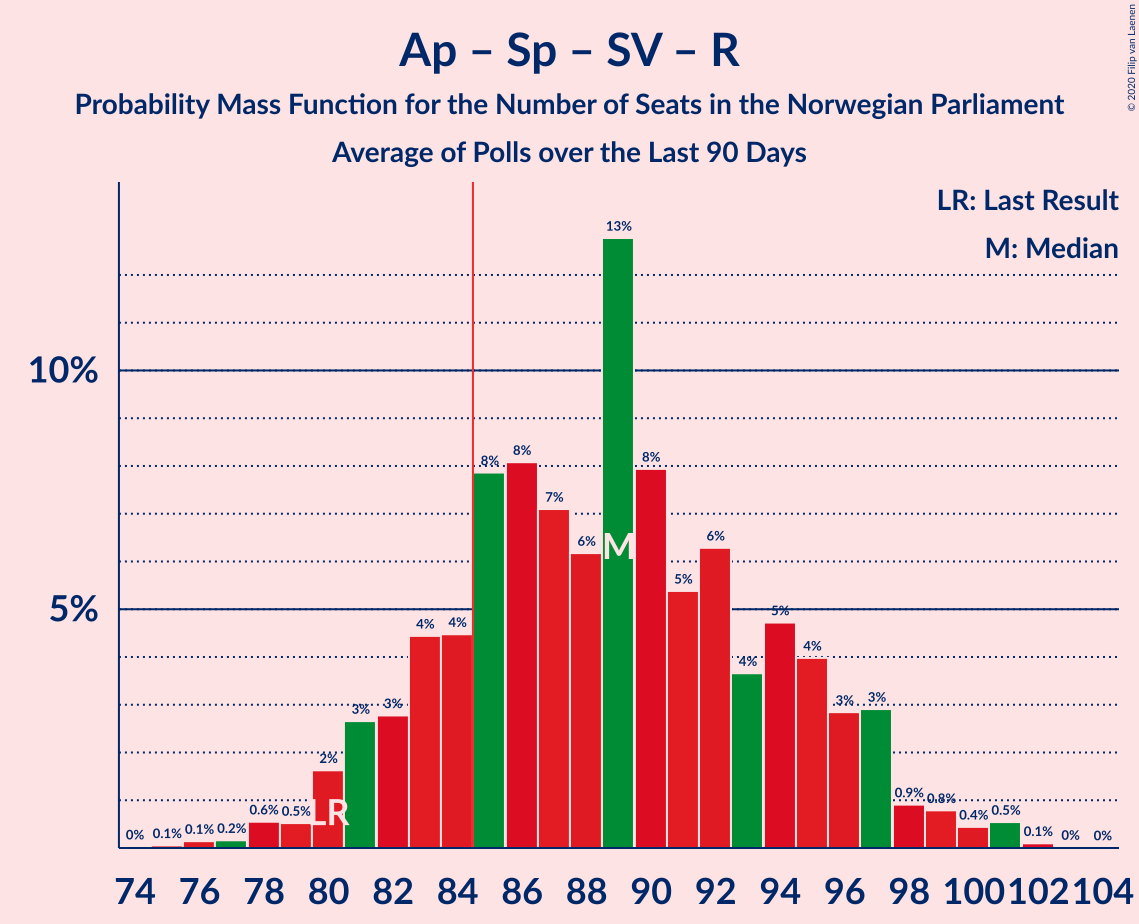 Ap – Sp – SV – R
Probability Mass Function for the Number of Seats in the Norwegian Parliament
Average of Polls over the Last 90 Days
© 2020 Filip van Laenen
LR: Last Result
M: Median
10%
5%
0% 0.1% 0.1% 0.2% 0.6% 0.5% 2% 3% 3% 4% 4% 8% 8% 7% 6% 13% 8% 5% 6% 4% 5% 4% 3% 3% 0.9% 0.8% 0.4% 0.5% 0.1% 0% 0%
LR
M
74 76 78 80 82 84 86 88 90 92 94 96 98 100 102 104